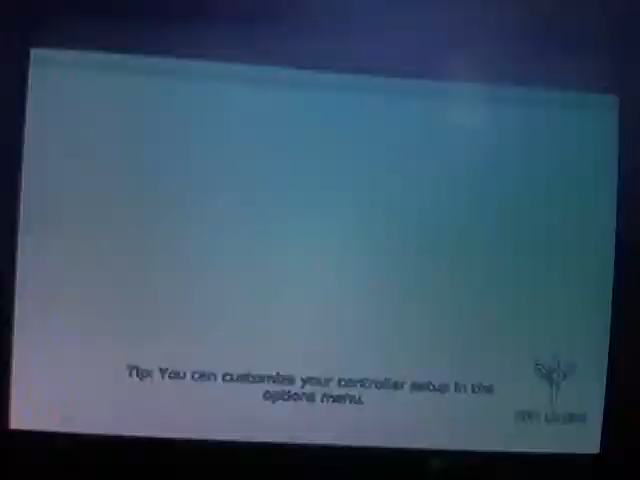 Tip: You can customize your controller setup in the
options menu.